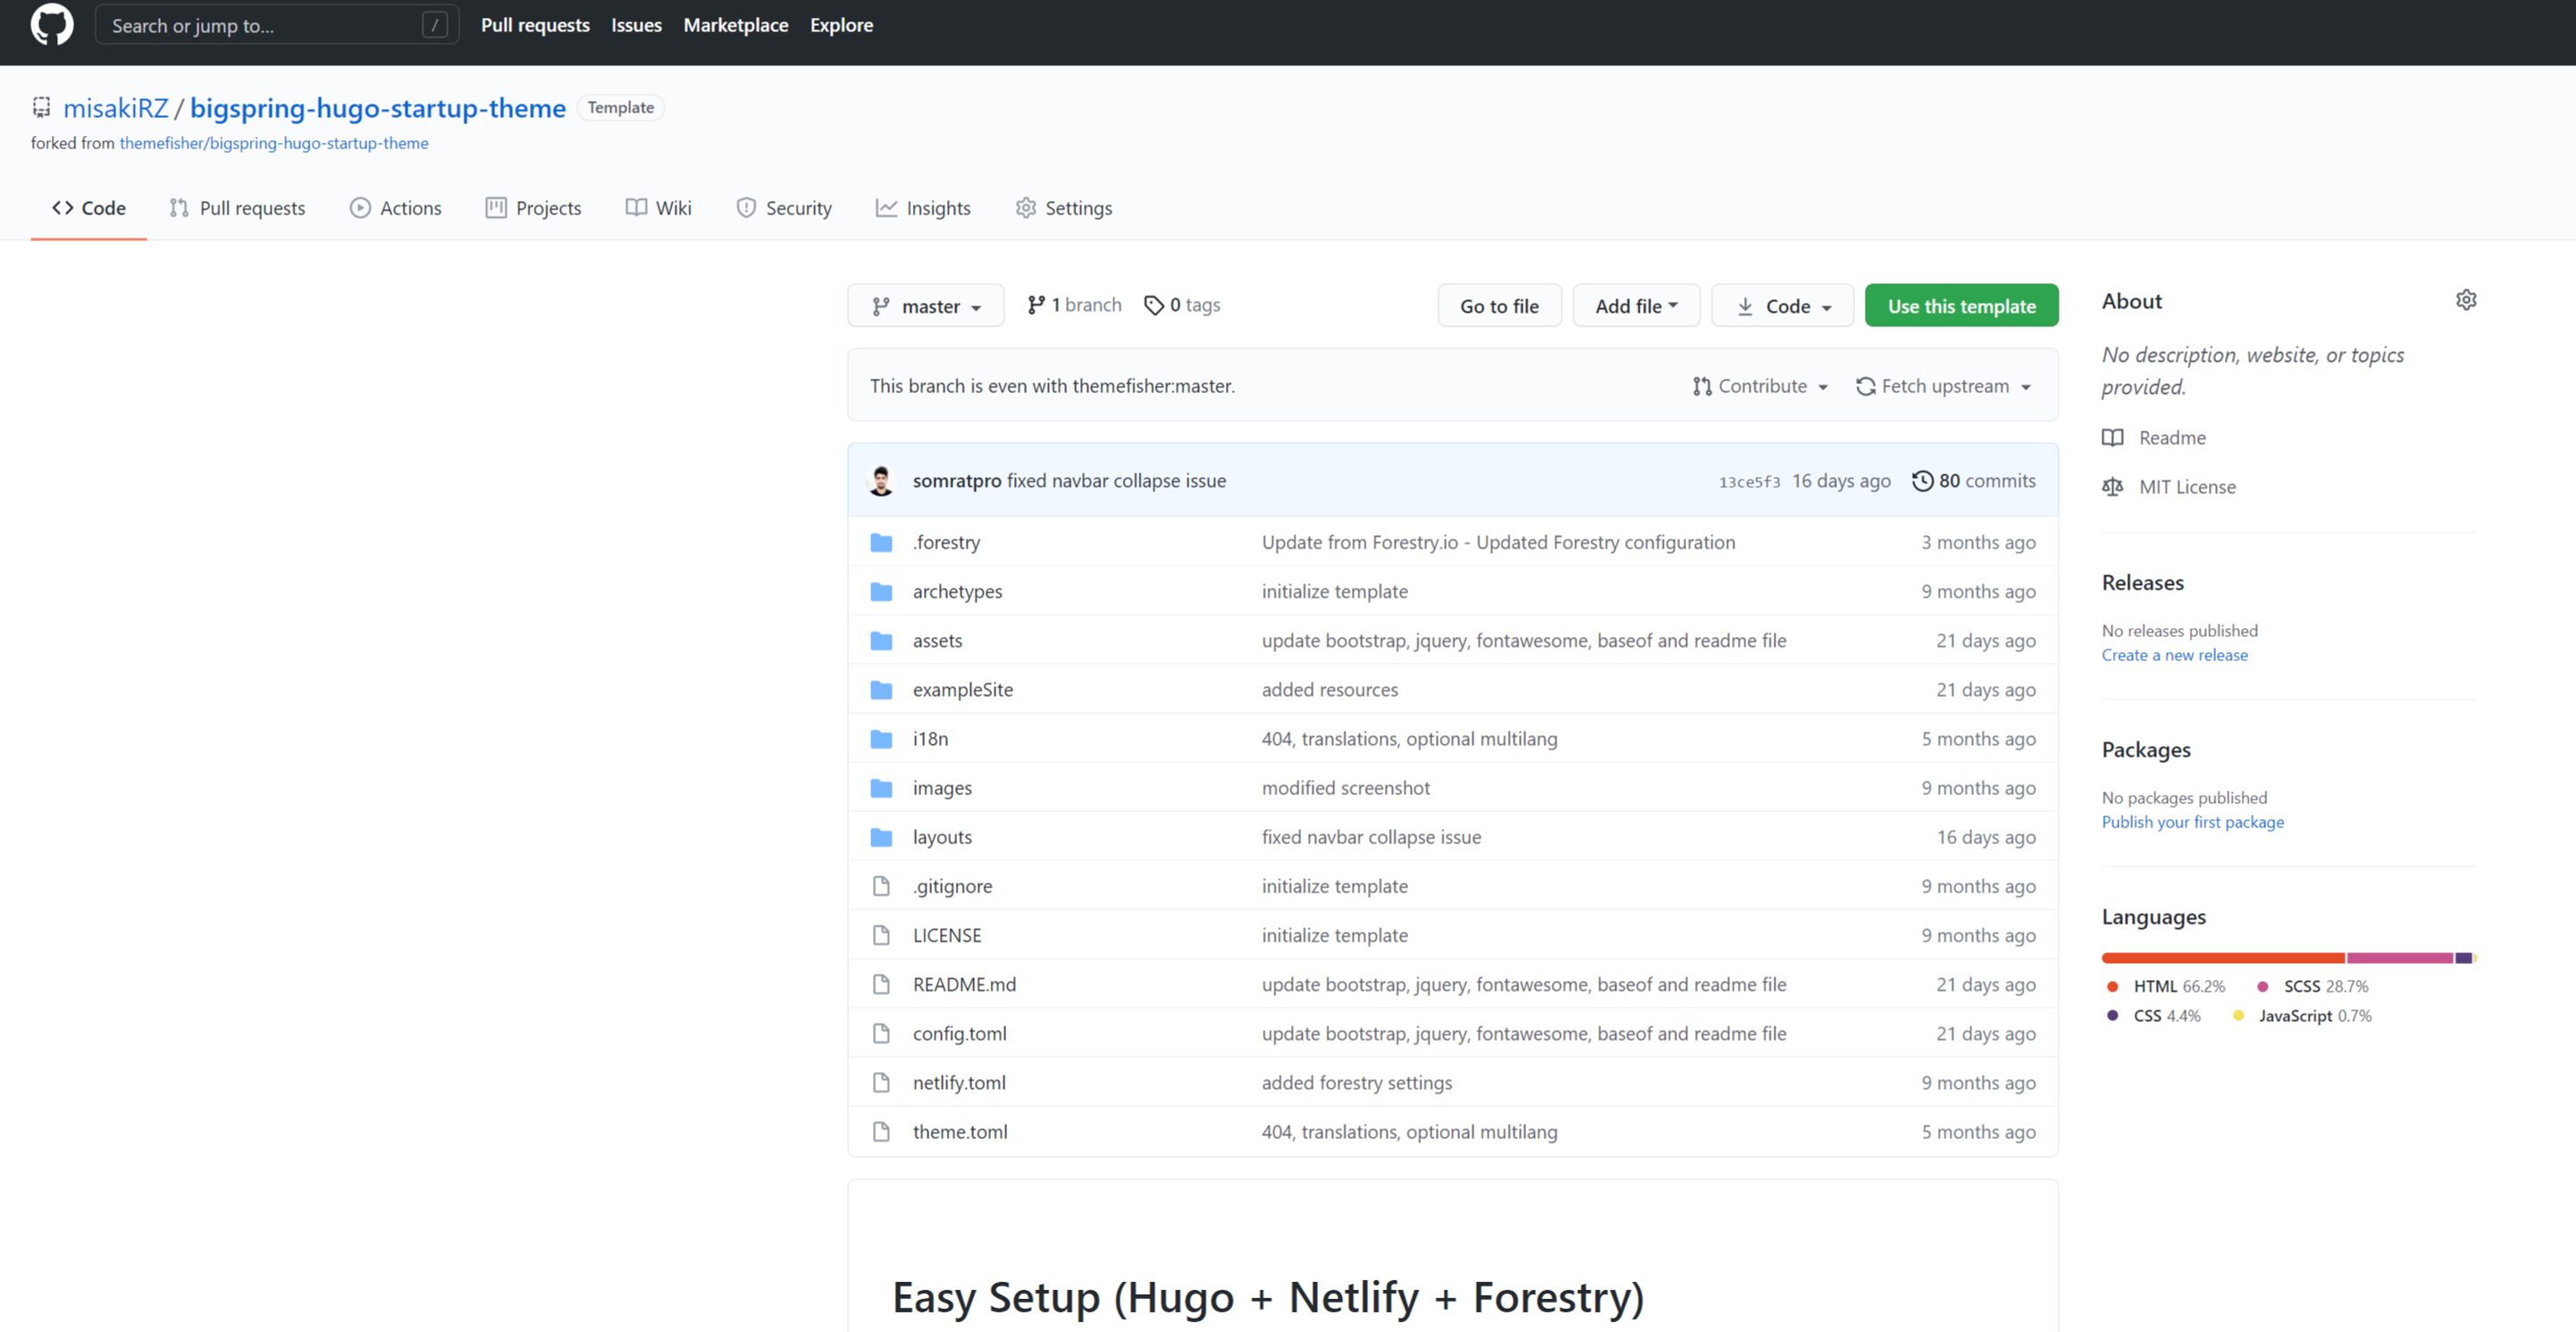 Search or jump to... /
Pull requests Issues Marketplace Explore
misakiRZ / bigspring-hugo-startup-theme Template
forked from themefisher/bigspring-hugo-startup-theme
Code Pull requests Actions Projects Wiki Security Insights Settings
master 1 branch 0 tags Go to file Add file Code Use this template
This branch is even with themefisher:master. Contribute Fetch upstream
somratpro fixed navbar collapse issue 13ce5f3 16 days ago 80 commits
.forestry Update from Forestry.io - Updated Forestry configuration 3 months ago
archetypes initialize template 9 months ago
assets update bootstrap, jquery, fontawesome, baseof and readme file 21 days ago
exampleSite added resources 21 days ago
i18n 404, translations, optional multilang 5 months ago
images modified screenshot 9 months ago
layouts fixed navbar collapse issue 16 days ago
.gitignore initialize template 9 months ago
LICENSE initialize template 9 months ago
README.md update bootstrap, jquery, fontawesome, baseof and readme file 21 days ago
config.toml update bootstrap, jquery, fontawesome, baseof and readme file 21 days ago
netlify.toml added forestry settings 9 months ago
theme.toml 404, translations, optional multilang 5 months ago
Easy Setup (Hugo + Netlify + Forestry)
About
No description, website, or topics
provided.
Readme
MIT License
Releases
No releases published
Create a new release
Packages
No packages published
Publish your first package
Languages
HTML 66.2% SCSS 28.7%
CSS 4.4% JavaScript 0.7%